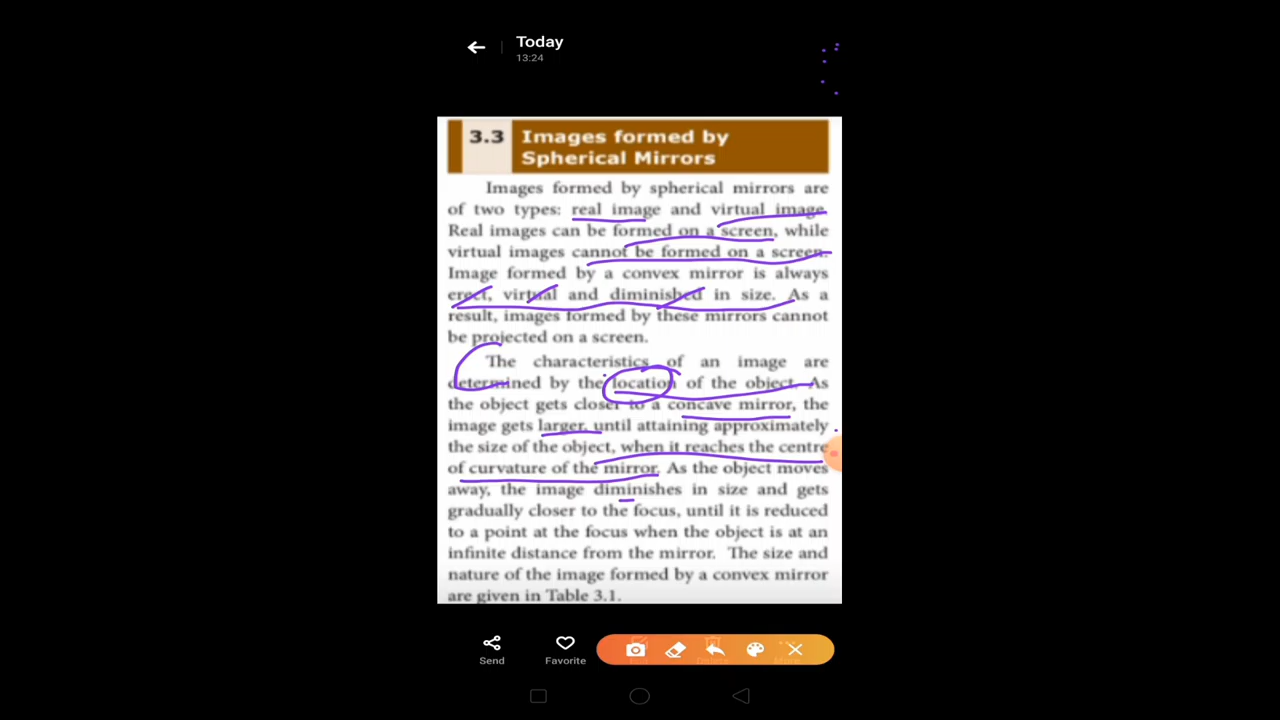 Today
13:24
3.3 Images formed by
Spherical Mirrors
Images formed by spherical mirrors are
of two types: real image and virtual image.
Real images can be formed on a screen, while
virtual images cannot be formed on a screen.
Image formed by a convex mirror is always
erect, virtual and diminished in size. As a
result, images formed by these mirrors cannot
be projected on a screen.
The characteristics of an image are
determined by the location of the object. As
the object gets closer to a concave mirror, the
image gets larger, until attaining approximately
the size of the object, when it reaches the centre
of curvature of the mirror. As the object moves
away, the image diminishes in size and gets
gradually closer to the focus, until it is reduced
to a point at the focus when the object is at an
infinite distance from the mirror. The size and
nature of the image formed by a convex mirror
are given in Table 3.1.
Send Favorite